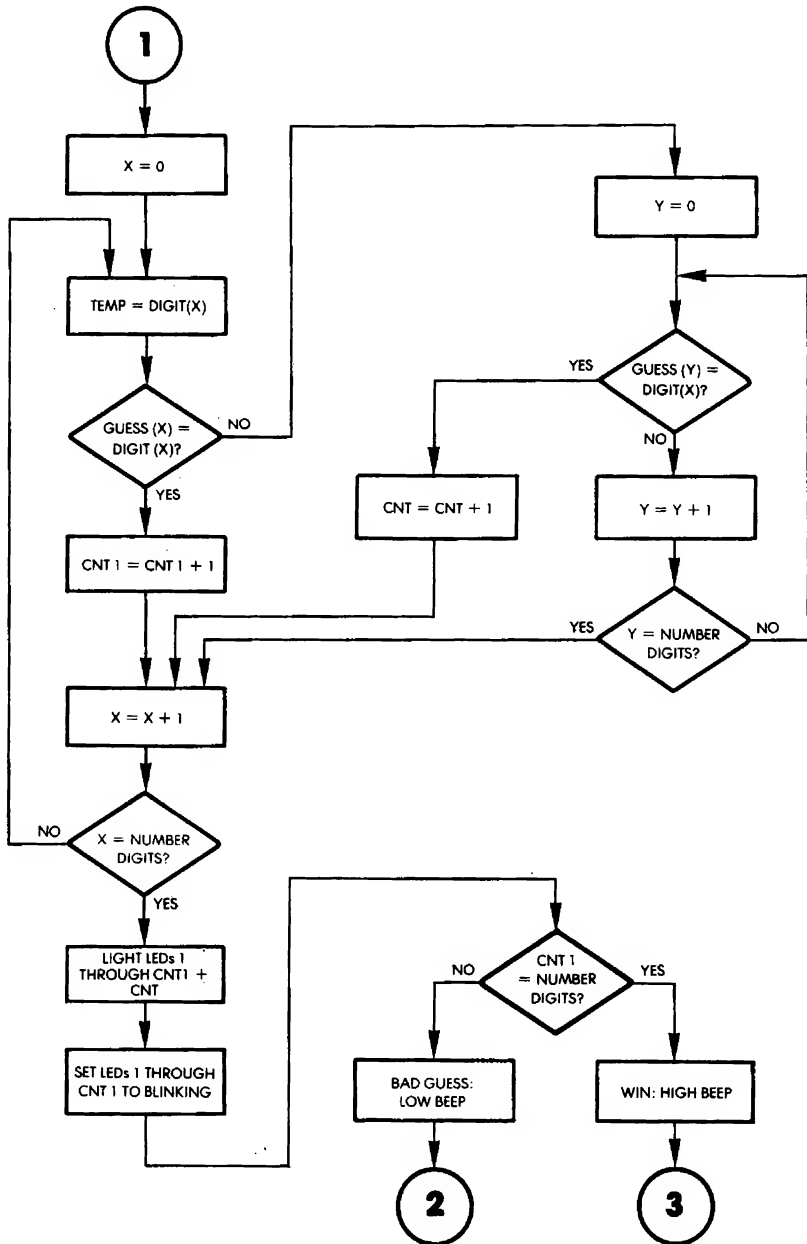 1
X = 0
Y = 0
TEMP = DIGIT(X)
GUESS (X) =
DIGIT (X)?
NO
YES
YES
GUESS (Y) =
DIGIT(X)?
NO
CNT = CNT + 1
Y = Y + 1
CNT 1 = CNT 1 + 1
YES
Y = NUMBER
DIGITS?
NO
X = X + 1
NO
X = NUMBER
DIGITS?
YES
LIGHT LEDs 1
THROUGH CNT1 +
CNT
SET LEDs 1 THROUGH
CNT 1 TO BLINKING
NO
CNT 1
= NUMBER
DIGITS?
YES
BAD GUESS:
LOW BEEP
WIN: HIGH BEEP
2
3